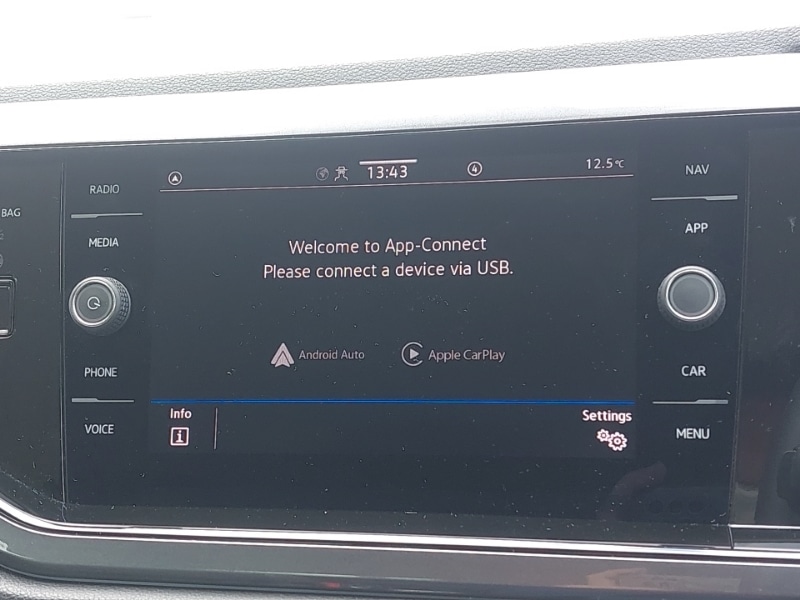 13:43
4
12.5°C
RADIO
NAV
BAG
MEDIA
APP
Welcome to App-Connect
Please connect a device via USB.
Android Auto
Apple CarPlay
PHONE
CAR
Info
Settings
VOICE
MENU